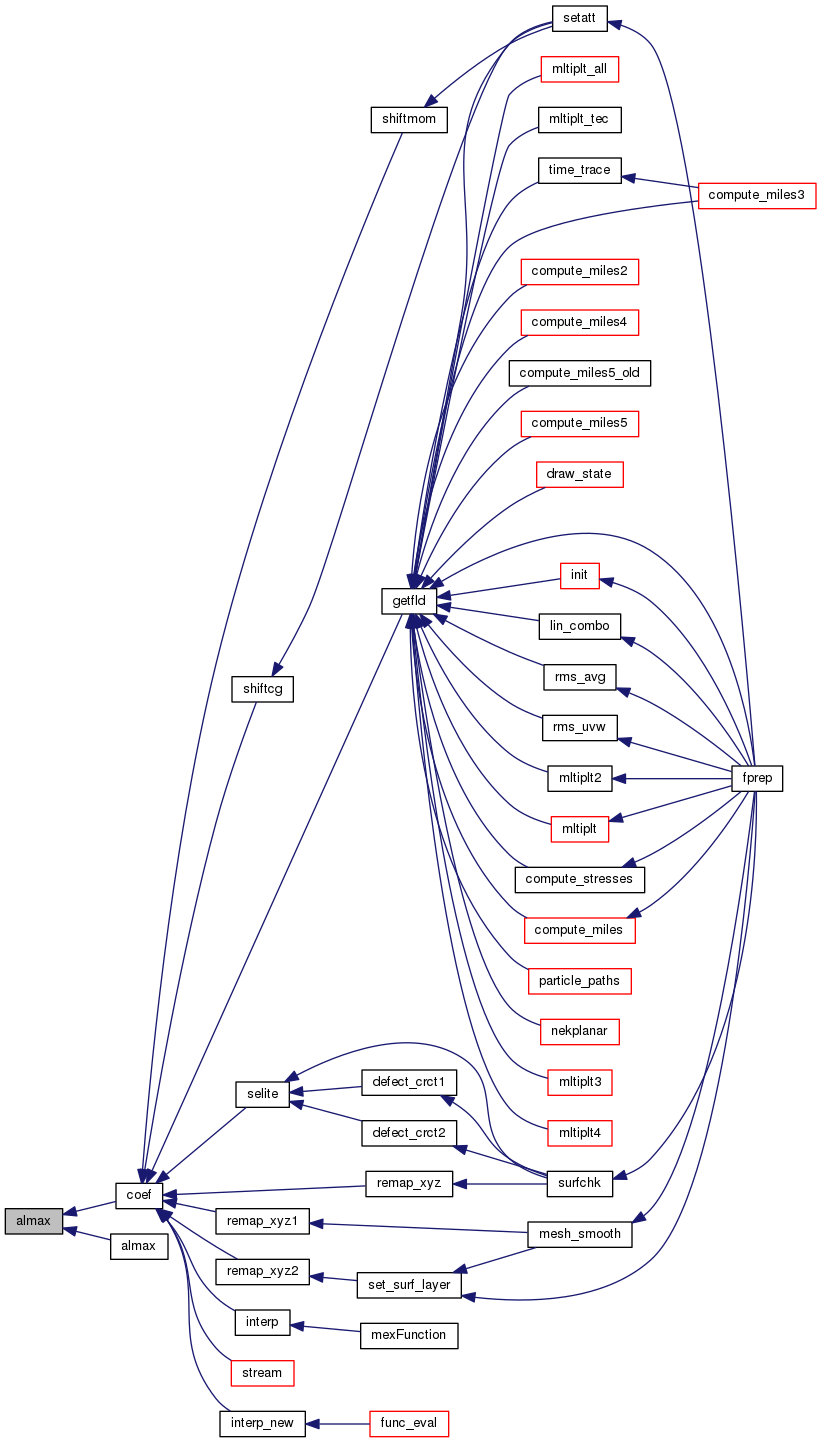 setatt
mltiplt_all
shiftmom
mltiplt_tec
time_trace
compute_miles3
compute_miles2
compute_miles4
compute_miles5_old
compute_miles5
draw_state
init
getfld
lin_combo
rms_avg
shiftcg
rms_uvw
mltiplt2
fprep
mltiplt
compute_stresses
compute_miles
particle_paths
nekplanar
mltiplt3
defect_crct1
selite
mltiplt4
defect_crct2
remap_xyz
surfchk
coef
almax
remap_xyz1
mesh_smooth
almax
remap_xyz2
set_surf_layer
interp
mexFunction
stream
interp_new
func_eval